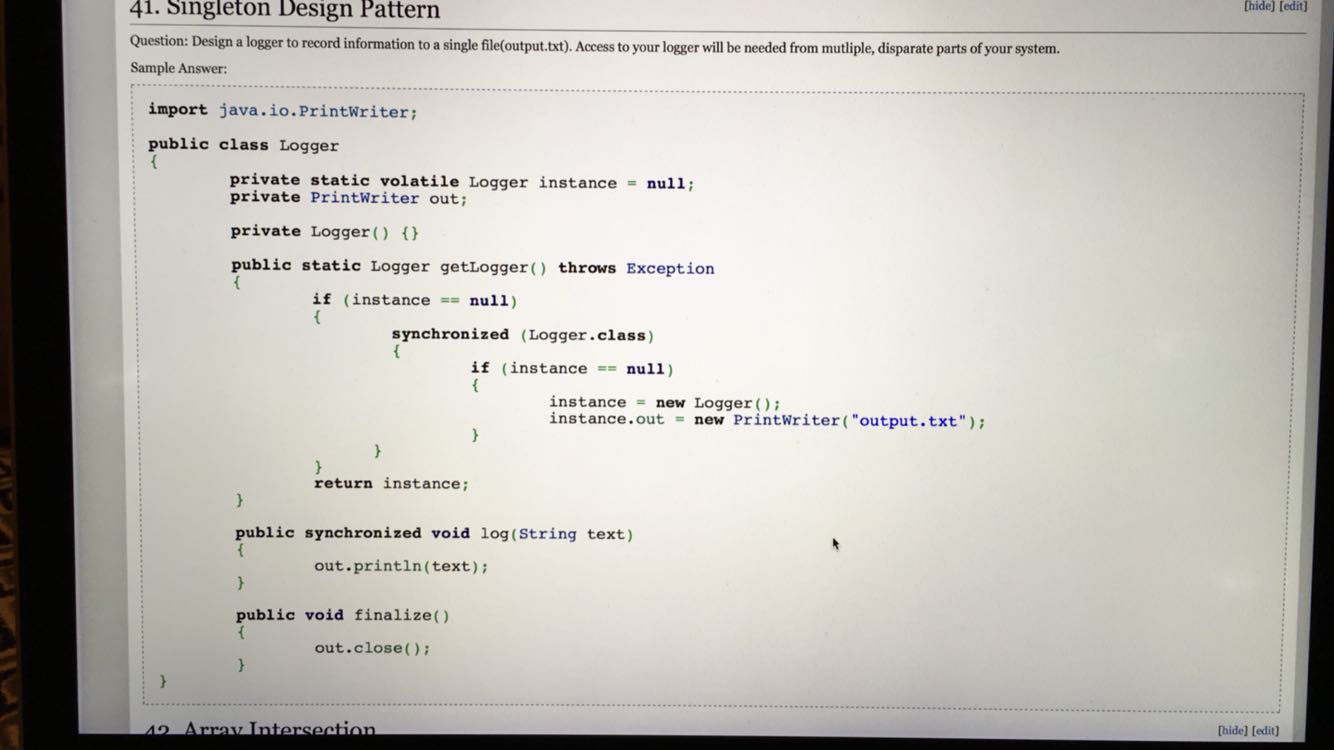 41. Singleton Design Pattern
[hide] [edit]
Question: Design a logger to record information to a single file(output.txt). Access to your logger will be needed from mutliple, disparate parts of your system.
Sample Answer:
import java.io.PrintWriter;
public class Logger
{
private static volatile Logger instance = null;
private PrintWriter out;
private Logger() {}
public static Logger getLogger() throws Exception
{
if (instance == null)
{
synchronized (Logger.class)
{
if (instance == null)
{
instance = new Logger();
instance.out = new PrintWriter("output.txt");
}
}
}
return instance;
}
public synchronized void log(String text)
{
out.println(text);
}
public void finalize()
{
out.close();
}
}
42. Array Intersection
[hide] [edit]